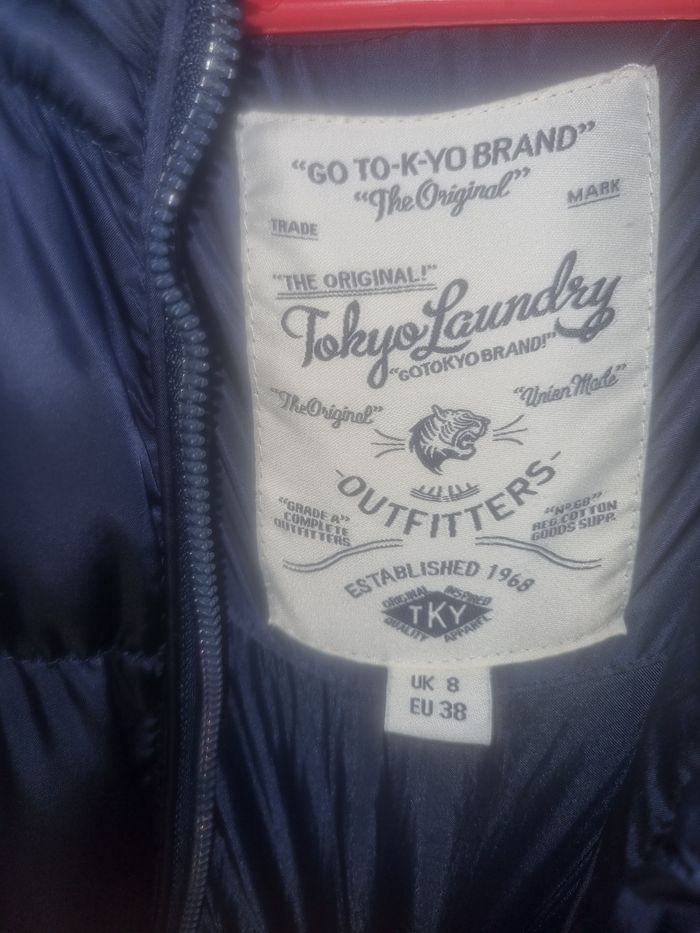 “GO TO-K-YO BRAND”
“The Original”
TRADE
MARK
“THE ORIGINAL!”
Tokyo Laundry
“GOTOKYO BRAND!”
“The Original”
“Union Made”
OUTFITTERS
“GRADE A”
COMPLETE
OUTFITTERS
“Nº.68”
REG.COTTON
GOODS SUPP.
ESTABLISHED 1968
ORIGINAL INSPIRED
TKY
QUALITY APPAREL
UK 8
EU 38